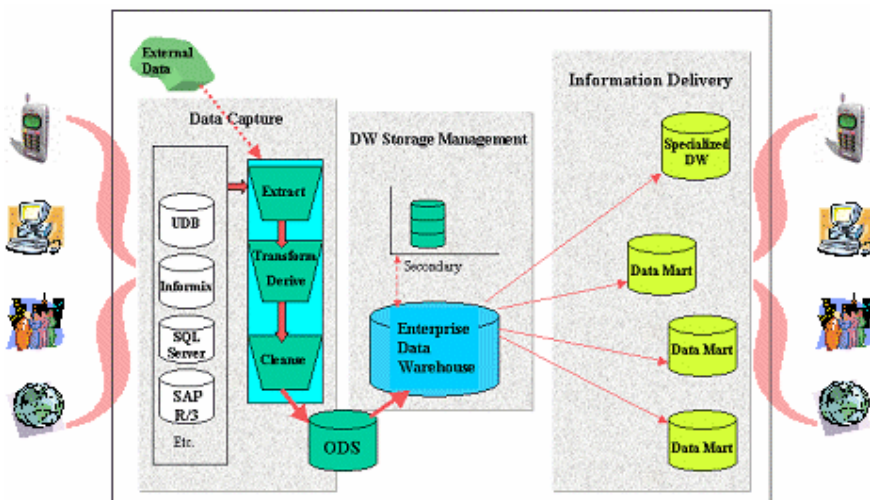 External
Data
Data Capture
UDB
Informix
SQL
Server
SAP
R/3
Etc.
Extract
Transform
Derive
Cleanse
ODS
DW Storage Management
Secondary
Enterprise
Data
Warehouse
Information Delivery
Specialized
DW
Data Mart
Data Mart
Data Mart